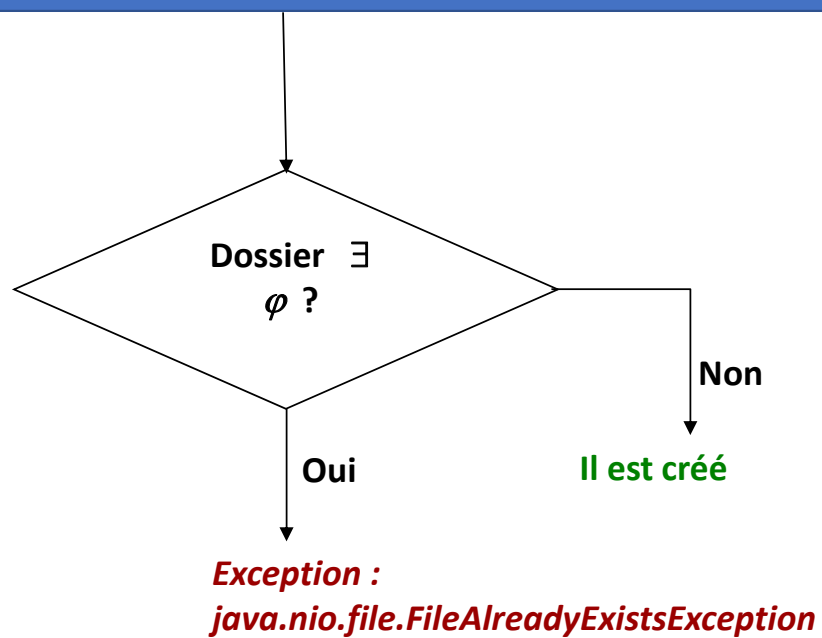 Dossier ∃
φ ?
Non
Oui
Il est créé
Exception :
java.nio.file.FileAlreadyExistsException